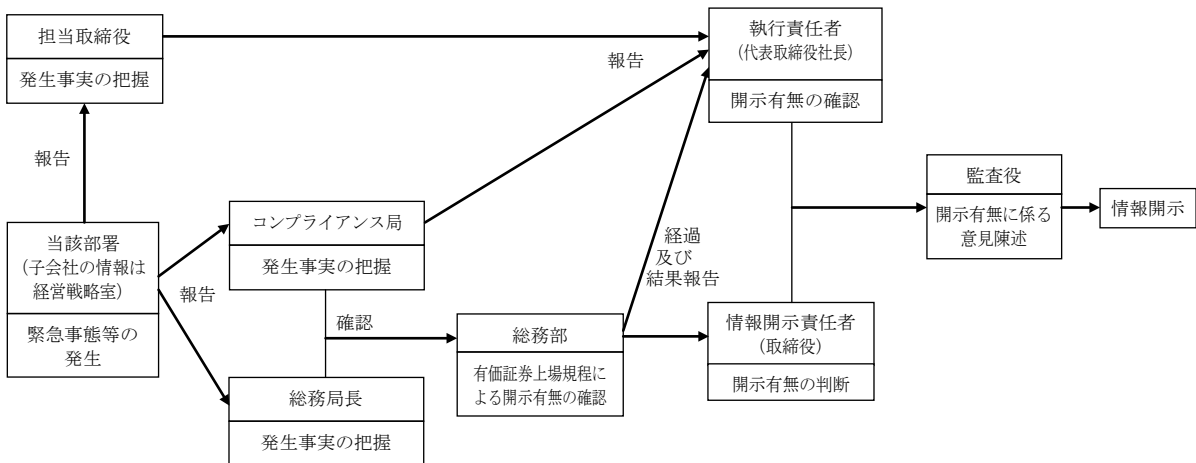 担当取締役
発生事実の把握
報告
当該部署
（子会社の情報は
経営戦略室）
緊急事態等の
発生
報告
コンプライアンス局
発生事実の把握
確認
総務局長
発生事実の把握
総務部
有価証券上場規程に
よる開示有無の確認
報告
経過
及び
結果報告
執行責任者
（代表取締役社長）
開示有無の確認
情報開示責任者
（取締役）
開示有無の判断
監査役
開示有無に係る
意見陳述
情報開示